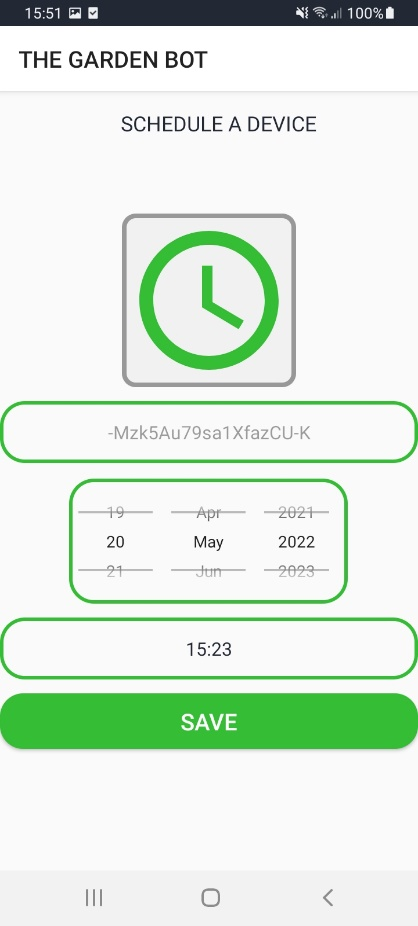 15:51 100%
THE GARDEN BOT
SCHEDULE A DEVICE
-Mzk5Au79sa1XfazCU-K
19 Apr 2021
20 May 2022
21 Jun 2023
15:23
SAVE